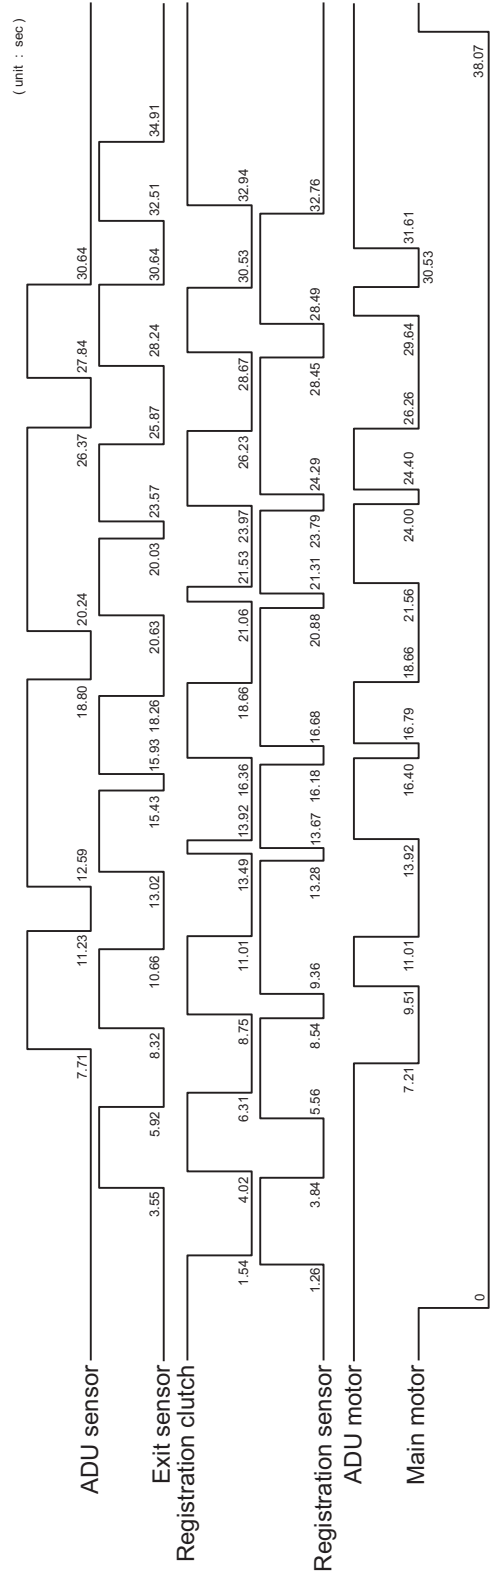 ( unit : sec )
ADU sensor 7.71 11.23 12.59 18.80 20.24 26.37 27.84 30.64
Exit sensor 3.55 5.92 8.32 10.66 13.02 15.43 15.93 18.26 20.63 20.03 23.57 25.87 28.24 30.64 32.51 34.91
Registration clutch 1.54 4.02 6.31 8.75 11.01 13.49 13.92 16.36 18.66 21.06 21.53 23.97 26.23 28.67 30.53 32.94
Registration sensor 1.26 3.84 5.56 8.54 9.36 13.28 13.67 16.18 16.68 20.88 21.31 23.79 24.29 28.45 28.49 32.76
ADU motor 7.21 9.51 11.01 13.92 16.40 16.79 18.66 21.56 24.00 24.40 26.26 29.64 30.53 31.61
Main motor 0 38.07